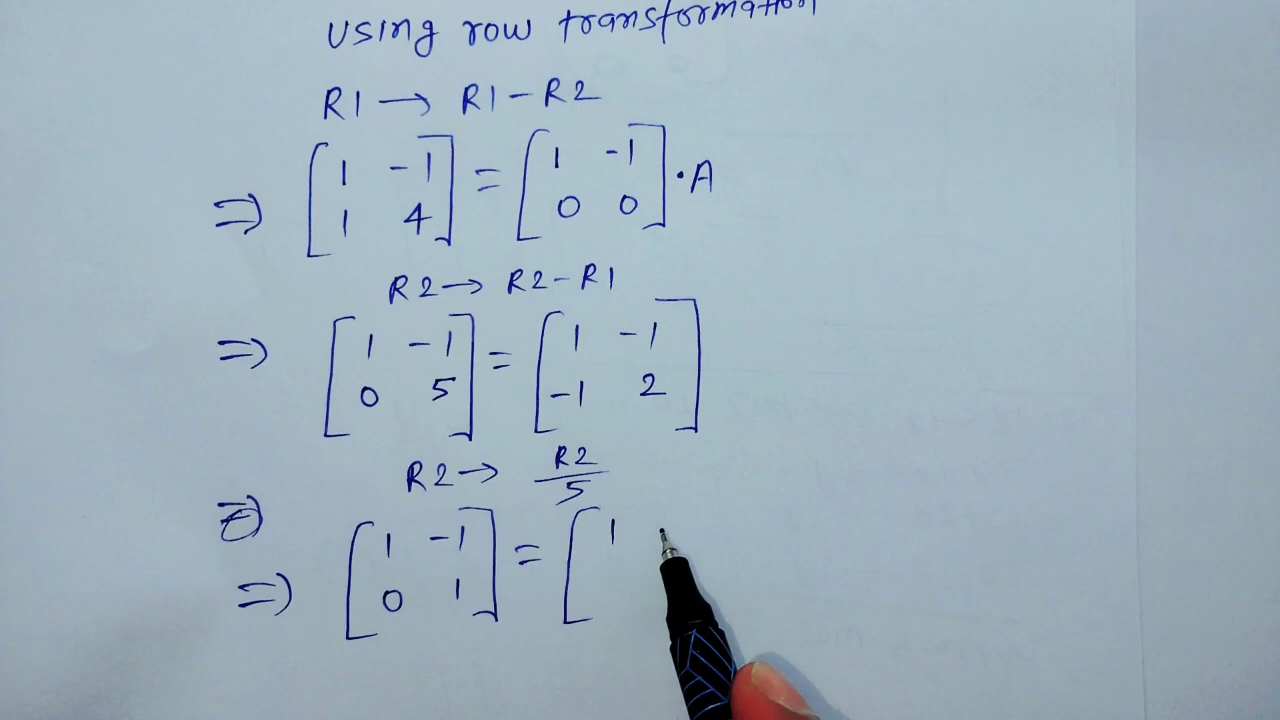 using row transformation
R1 → R1 - R2
⇒ [1 -1; 1 4] = [1 -1; 0 0] · A
R2 → R2 - R1
⇒ [1 -1; 0 5] = [1 -1; -1 2]
R2 → R2/5
⇒ [1 -1; 0 1] = [1